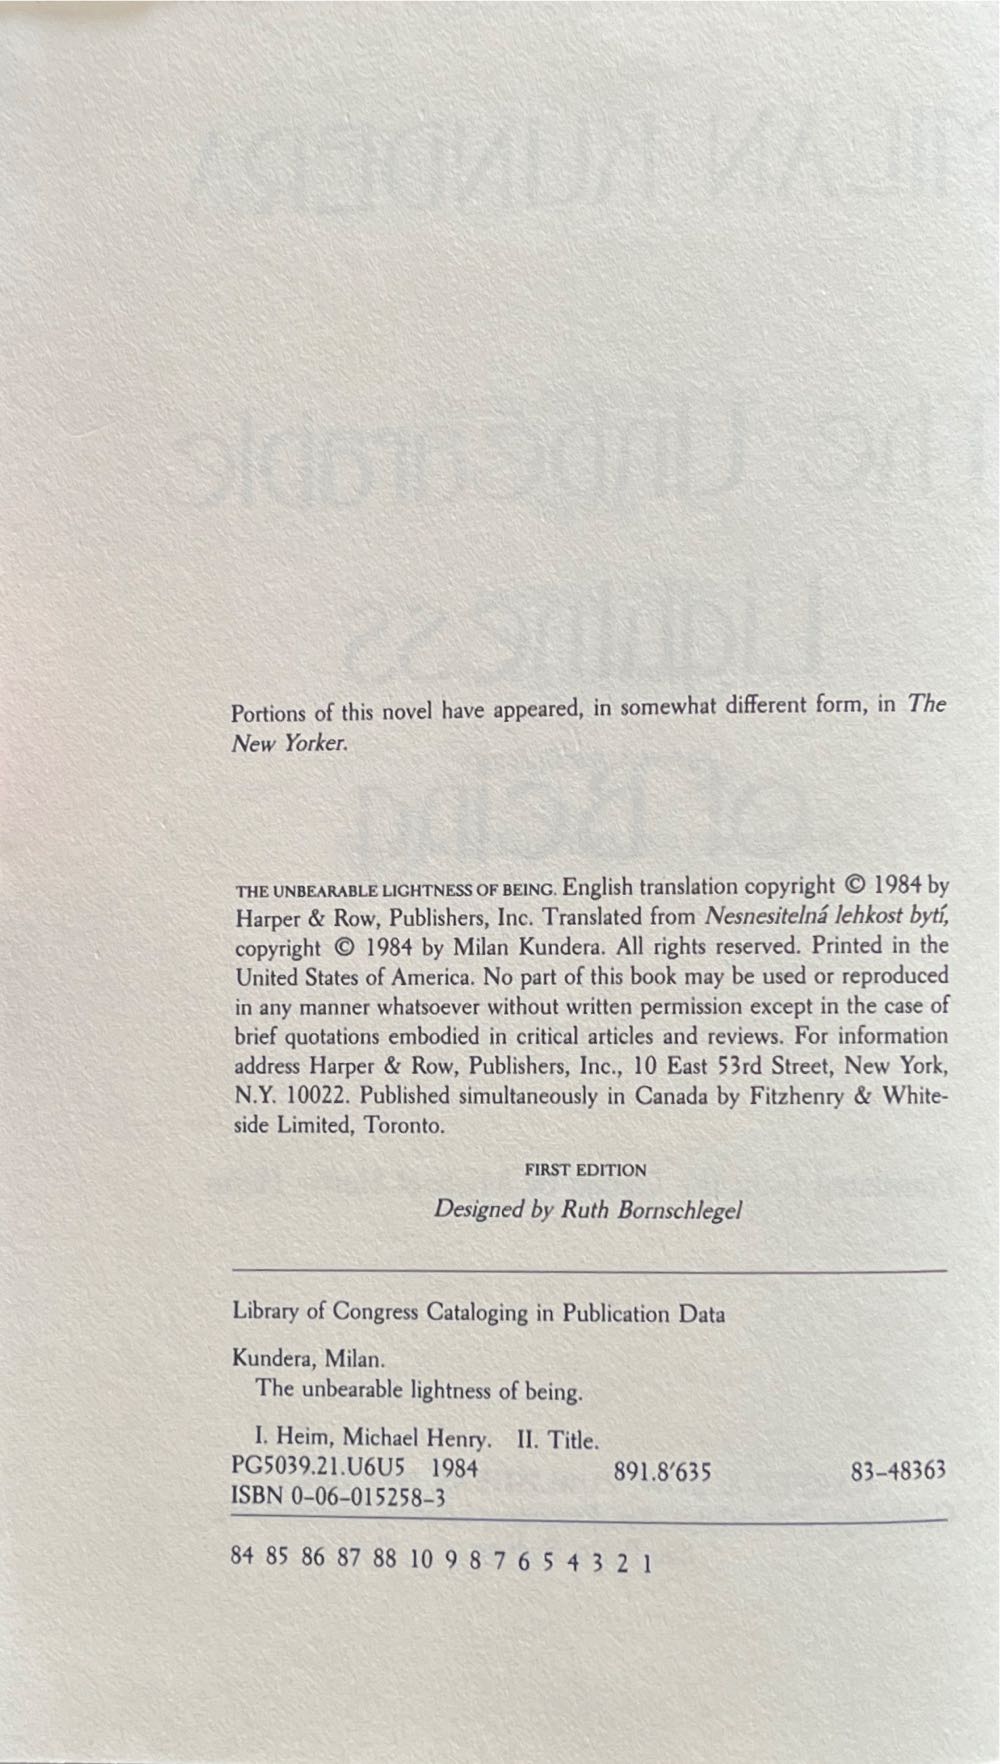 Portions of this novel have appeared, in somewhat different form, in The
New Yorker.
THE UNBEARABLE LIGHTNESS OF BEING. English translation copyright © 1984 by
Harper & Row, Publishers, Inc. Translated from Nesnesitelná lehkost bytí,
copyright © 1984 by Milan Kundera. All rights reserved. Printed in the
United States of America. No part of this book may be used or reproduced
in any manner whatsoever without written permission except in the case of
brief quotations embodied in critical articles and reviews. For information
address Harper & Row, Publishers, Inc., 10 East 53rd Street, New York,
N.Y. 10022. Published simultaneously in Canada by Fitzhenry & White-
side Limited, Toronto.
FIRST EDITION
Designed by Ruth Bornschlegel
Library of Congress Cataloging in Publication Data
Kundera, Milan.
The unbearable lightness of being.
I. Heim, Michael Henry. II. Title.
PG5039.21.U6U5 1984 891.8′635 83–48363
ISBN 0–06–015258–3
84 85 86 87 88 10 9 8 7 6 5 4 3 2 1